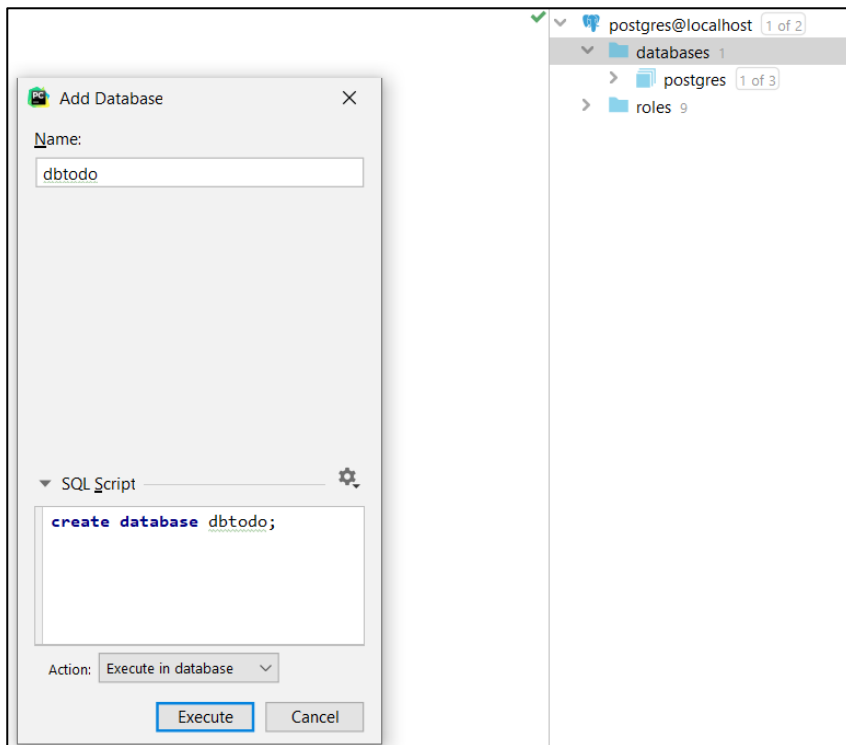 Add Database
Name:
dbtodo
SQL Script
create database dbtodo;
Action: Execute in database
Execute Cancel
postgres@localhost 1 of 2
databases 1
postgres 1 of 3
roles 9